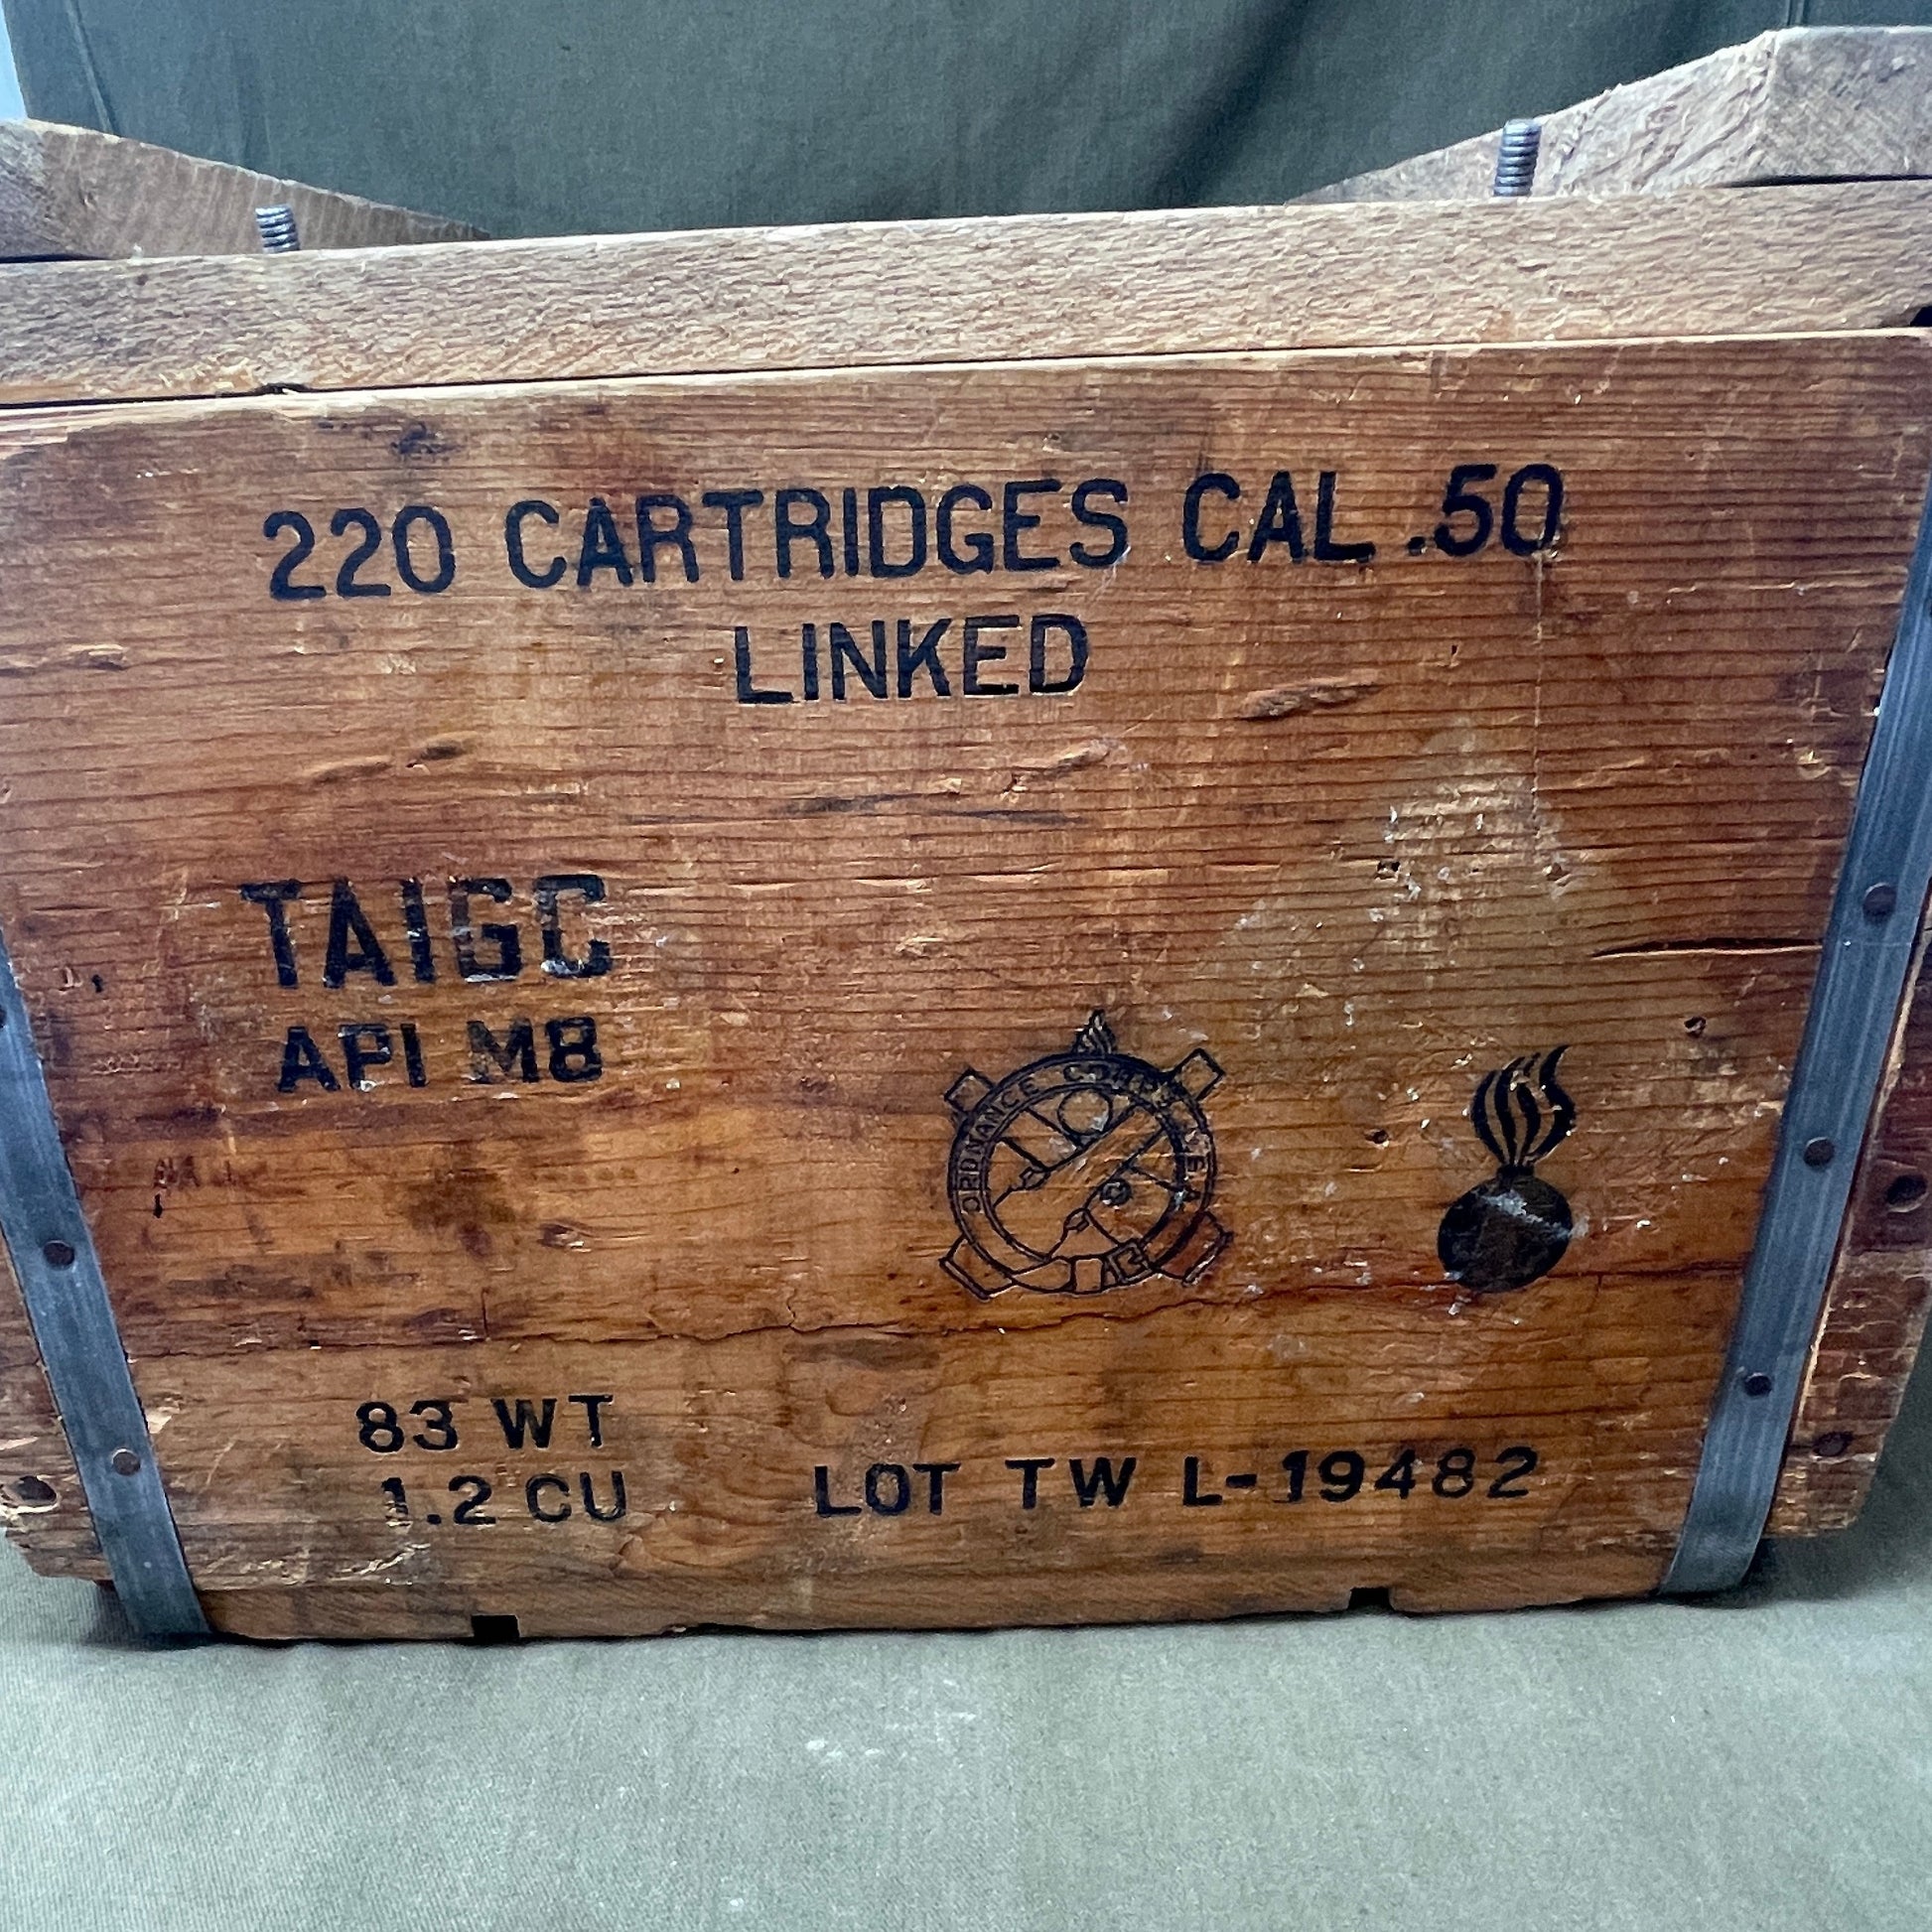 220 CARTRIDGES CAL .50
LINKED
TAIGC
API M8
ORDNANCE CORPS U.S.A.
83 WT
1.2 CU
LOT TW L-19482